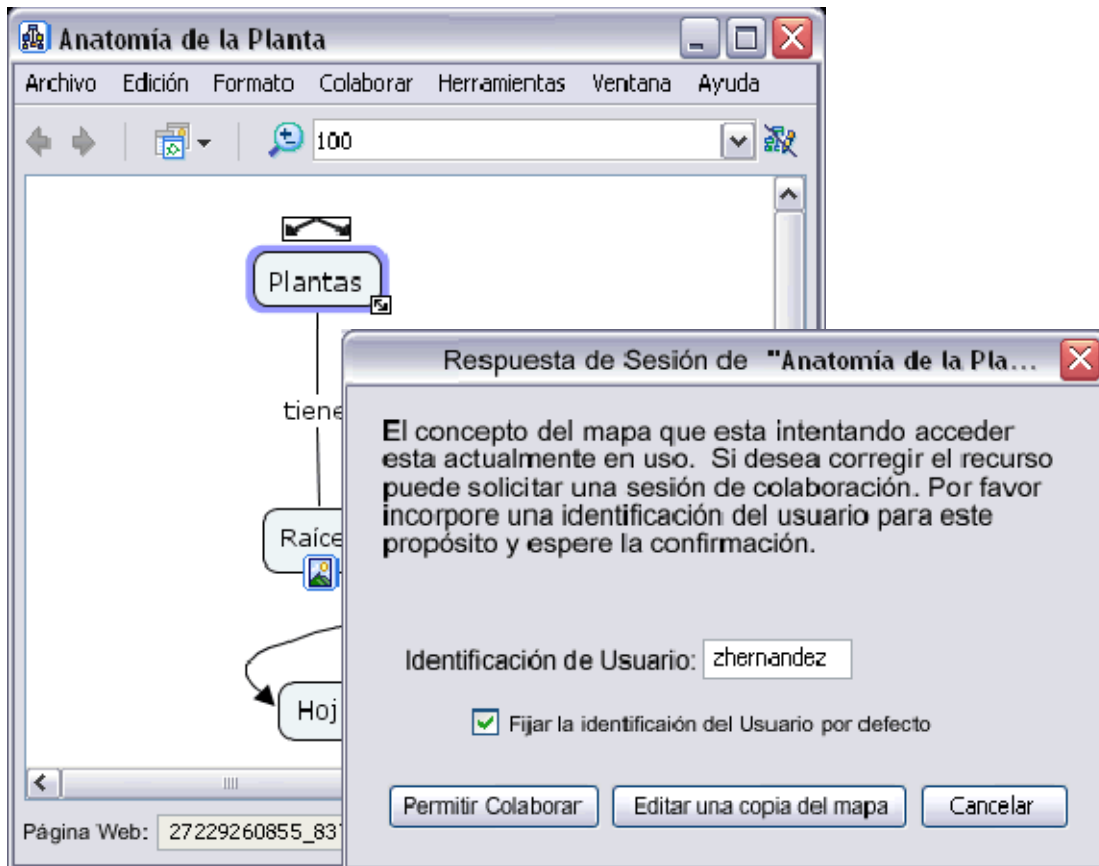 Anatomía de la Planta
Archivo Edición Formato Colaborar Herramientas Ventana Ayuda
100
Plantas
tiene
Raíce
Hoj
Página Web: 27229260855_83
Respuesta de Sesión de "Anatomía de la Pla...
El concepto del mapa que esta intentando acceder
esta actualmente en uso. Si desea corregir el recurso
puede solicitar una sesión de colaboración. Por favor
incorpore una identificación del usuario para este
propósito y espere la confirmación.
Identificación de Usuario: zhernandez
Fijar la identificaión del Usuario por defecto
Permitir Colaborar Editar una copia del mapa Cancelar